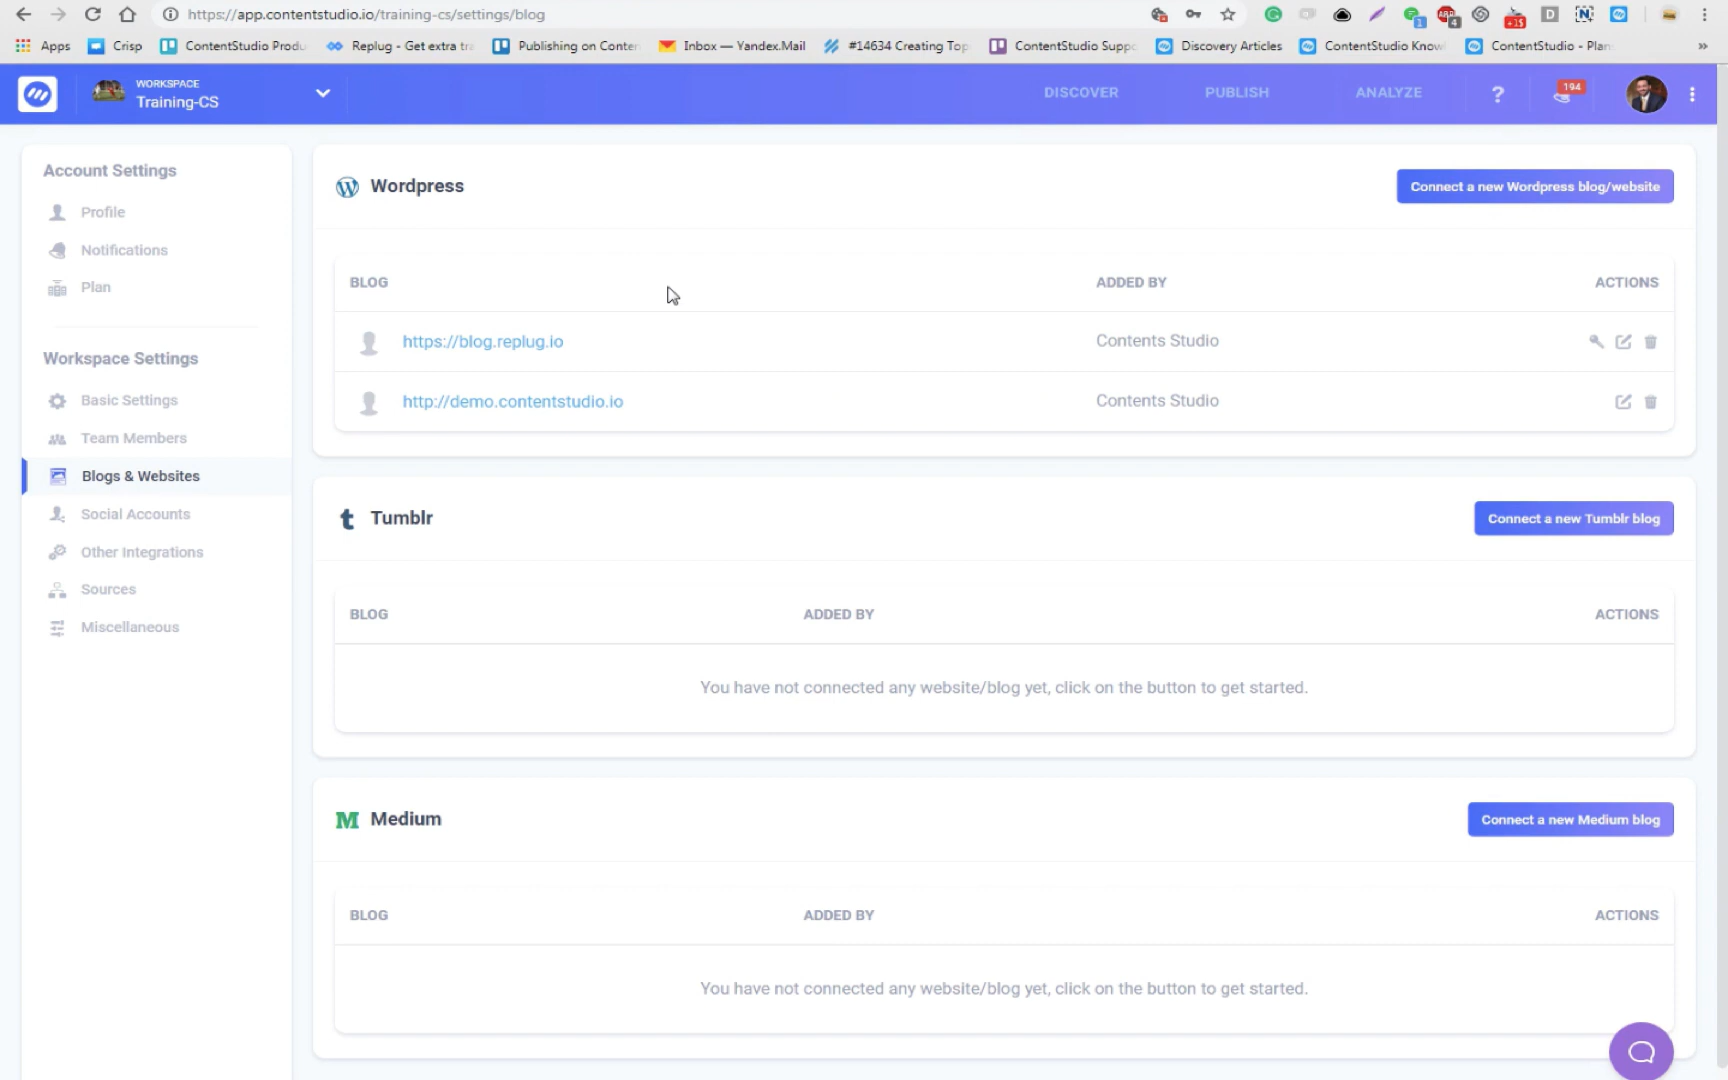 https://app.contentstudio.io/training-cs/settings/blog
1
4
+1$
D
N
Apps
Crisp
ContentStudio Produ
Replug - Get extra tra
Publishing on Conten
Inbox — Yandex.Mail
#14634 Creating Top
ContentStudio Suppo
Discovery Articles
ContentStudio Knowl
ContentStudio - Plan
»
WORKSPACE
Training-CS
DISCOVER
PUBLISH
ANALYZE
?
194
Account Settings
Profile
Notifications
Plan
Workspace Settings
Basic Settings
Team Members
Blogs & Websites
Social Accounts
Other Integrations
Sources
Miscellaneous
Wordpress
Connect a new Wordpress blog/website
BLOG
ADDED BY
ACTIONS
https://blog.replug.io
Contents Studio
http://demo.contentstudio.io
Contents Studio
t
Tumblr
Connect a new Tumblr blog
BLOG
ADDED BY
ACTIONS
You have not connected any website/blog yet, click on the button to get started.
M
Medium
Connect a new Medium blog
BLOG
ADDED BY
ACTIONS
You have not connected any website/blog yet, click on the button to get started.